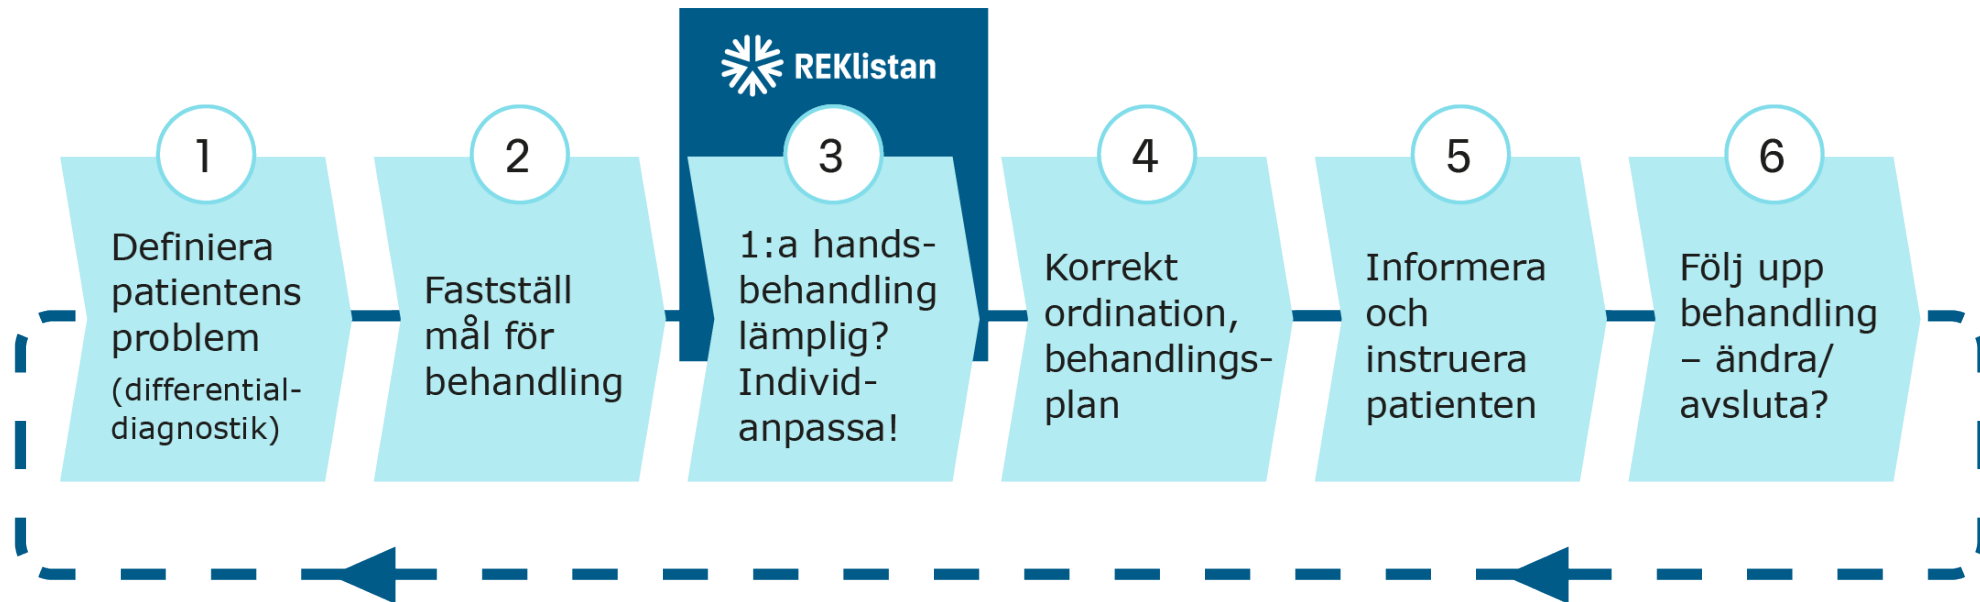 REKlistan
1
Definiera
patientens
problem
(differential-
diagnostik)
2
Fastställ
mål för
behandling
3
1:a hands-
behandling
lämplig?
Individ-
anpassa!
4
Korrekt
ordination,
behandlings-
plan
5
Informera
och
instruera
patienten
6
Följ upp
behandling
– ändra/
avsluta?